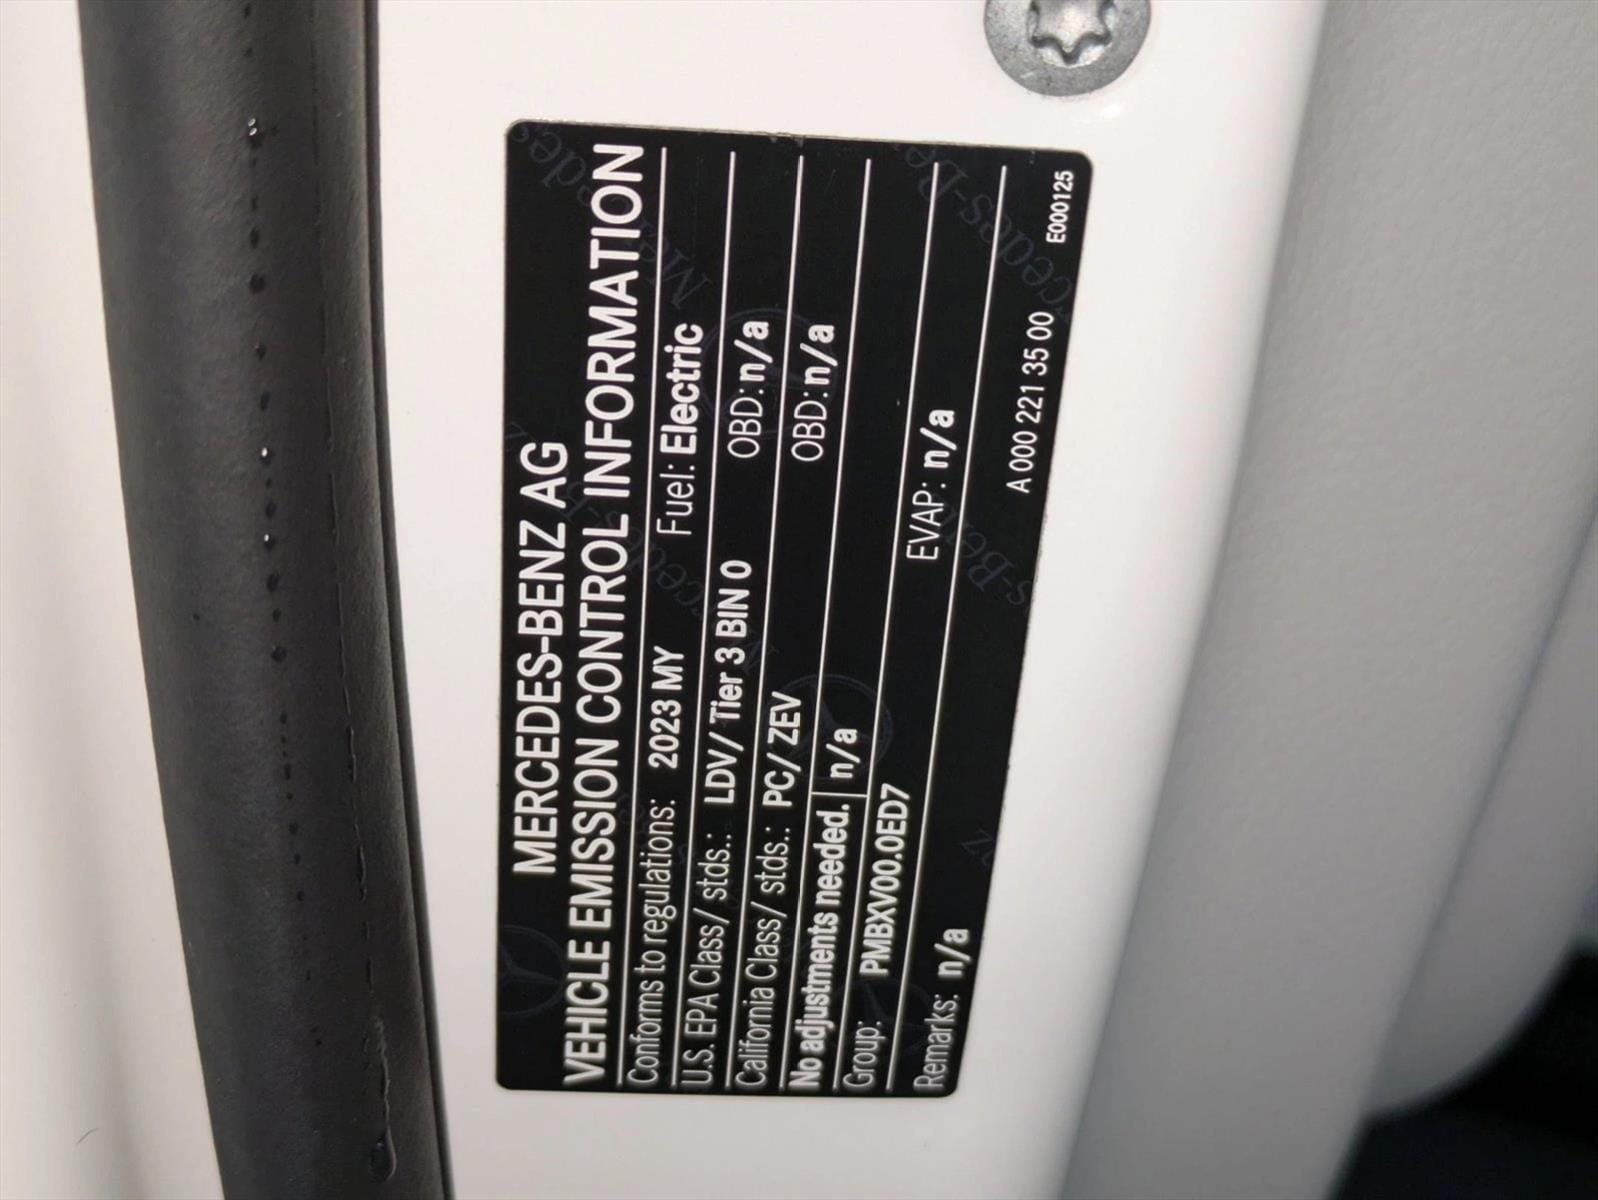 MERCEDES-BENZ AG
VEHICLE EMISSION CONTROL INFORMATION
Conforms to regulations: 2023 MY Fuel: Electric
U.S. EPA Class/ stds.: LDV/ Tier 3 BIN 0 OBD: n/a
California Class/ stds.: PC/ ZEV OBD: n/a
No adjustments needed. n/a
Group: PMBXV00.0ED7 EVAP: n/a
Remarks: n/a
A 000 221 35 00 E000125